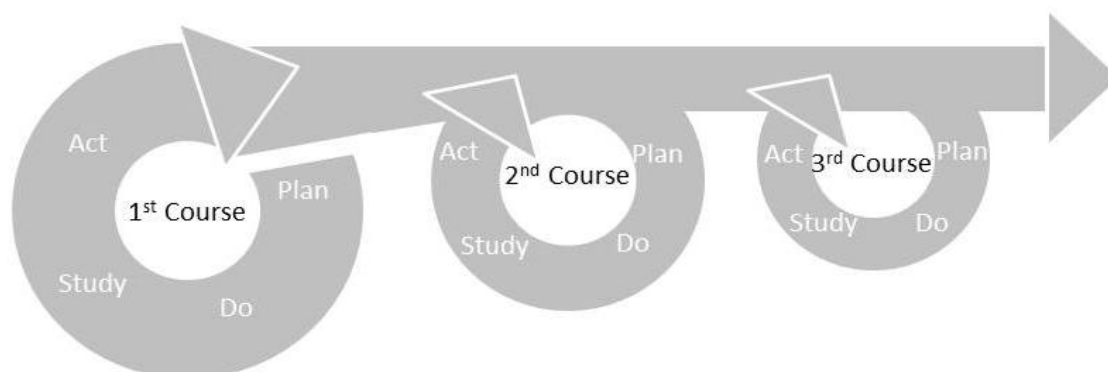 Act
Plan
1st Course
Study
Do
Act
Plan
2nd Course
Study
Do
Act
Plan
3rd Course
Study
Do